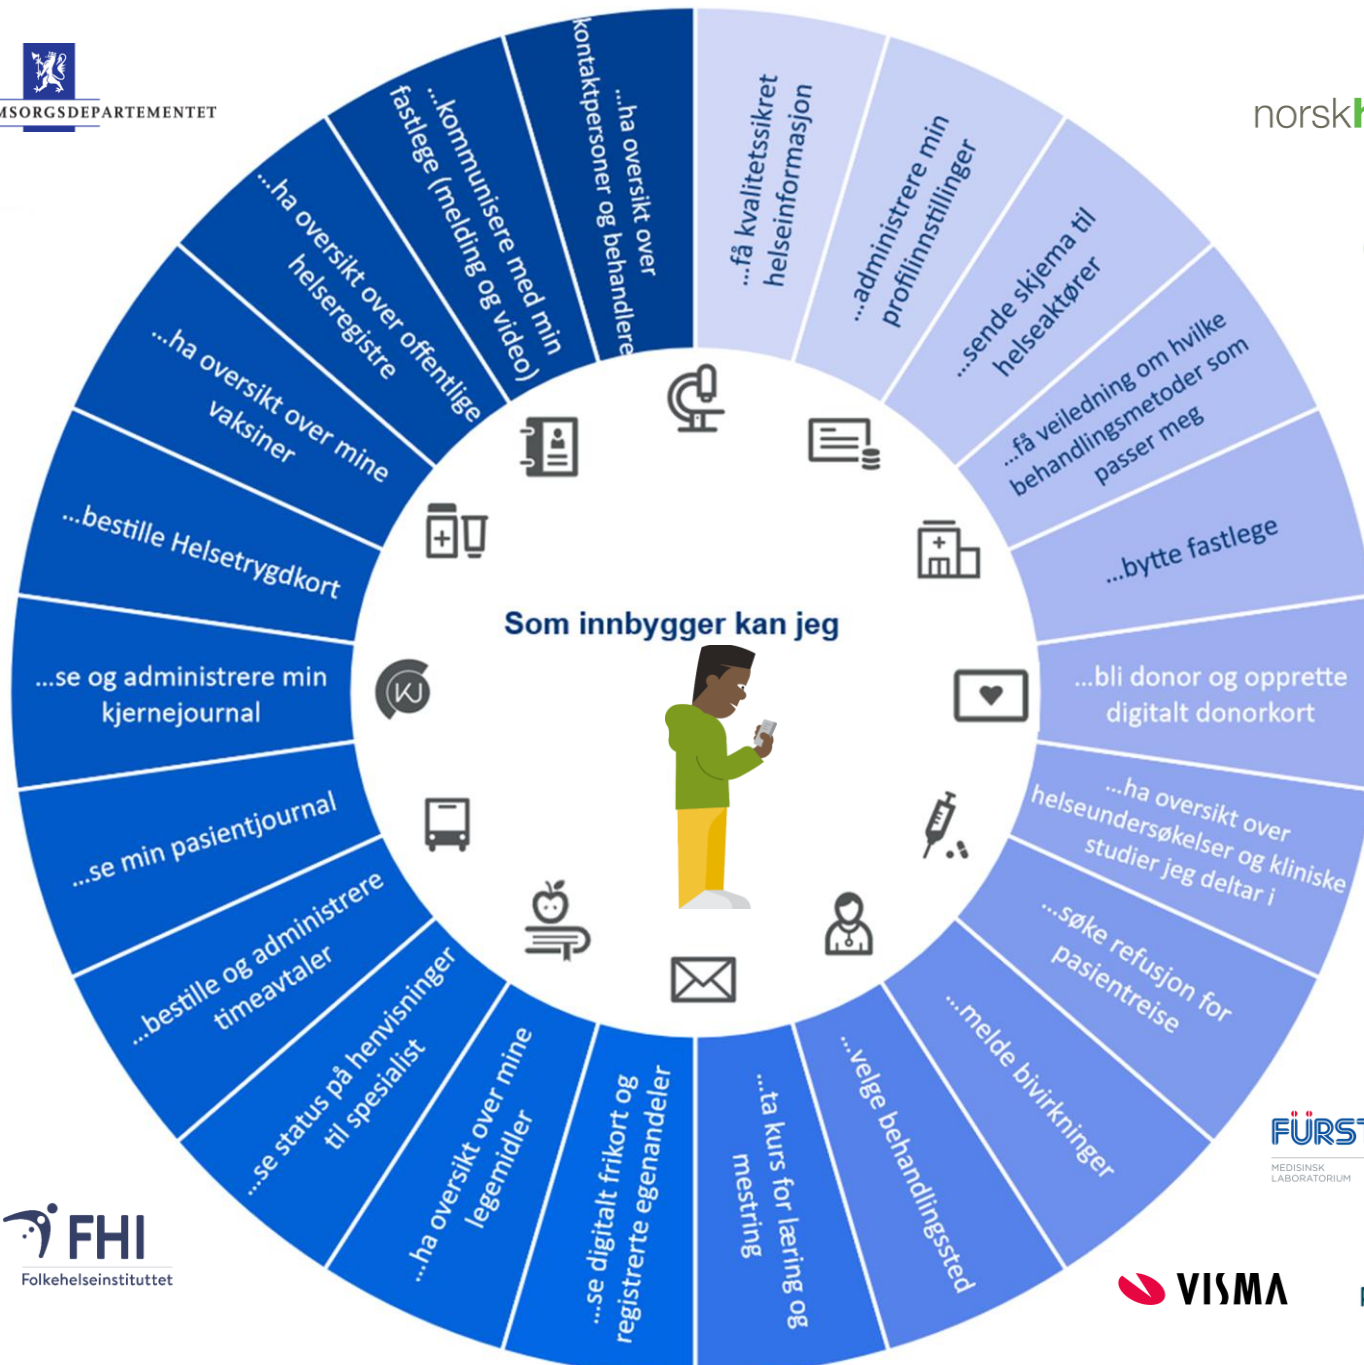 MSORGSDEPARTEMENTET
norsk
Som innbygger kan jeg
...få kvalitetssikret
helseinformasjon
...administrere min
profilinnstillinger
...sende skjema til
helseaktører
...få veiledning om hvilke
behandlingsmetoder som
passer meg
...bytte fastlege
...bli donor og opprette
digitalt donorkort
...ha oversikt over
helseundersøkelser og kliniske
studier jeg deltar i
...søke refusjon for
pasientreise
...melde bivirkninger
...velge behandlingssted
...ta kurs for læring og
mestring
...se digitalt frikort og
registrerte egenandeler
...ha oversikt over mine
legemidler
...se status på henvisninger
til spesialist
...bestille og administrere
timeavtaler
...se min pasientjournal
...se og administrere min
kjernejournal
...bestille Helsetrygdkort
...ha oversikt over mine
vaksiner
...ha oversikt over offentlige
helseregistre
...kommunisere med min
fastlege (melding og video)
...ha oversikt over
kontaktpersoner og behandlere
KJ
FÜRST
MEDISINSK
LABORATORIUM
FHI
Folkehelseinstituttet
VISMA